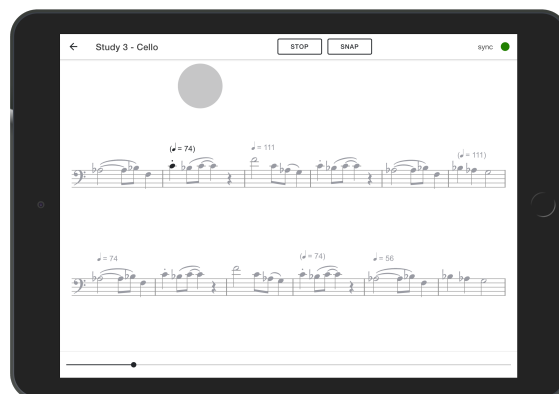 Study 3 - Cello
STOP
SNAP
sync
(♩= 74)
♩= 111
(♩= 111)
♩= 74
(♩= 74)
♩= 56